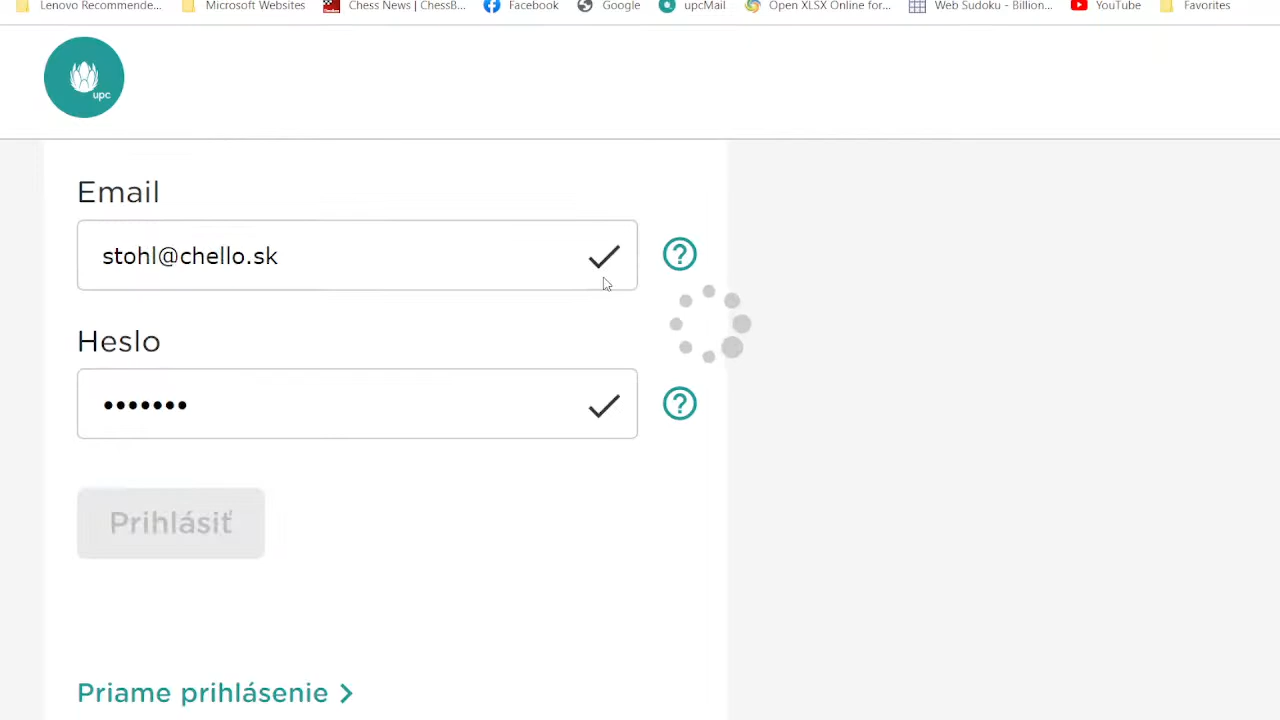 Lenovo Recommende... Microsoft Websites Chess News | ChessB... Facebook Google upcMail Open XLSX Online for... Web Sudoku - Billion... YouTube Favorites
upc
Email
stohl@chello.sk
Heslo
•••••••
Prihlásiť
Priame prihlásenie